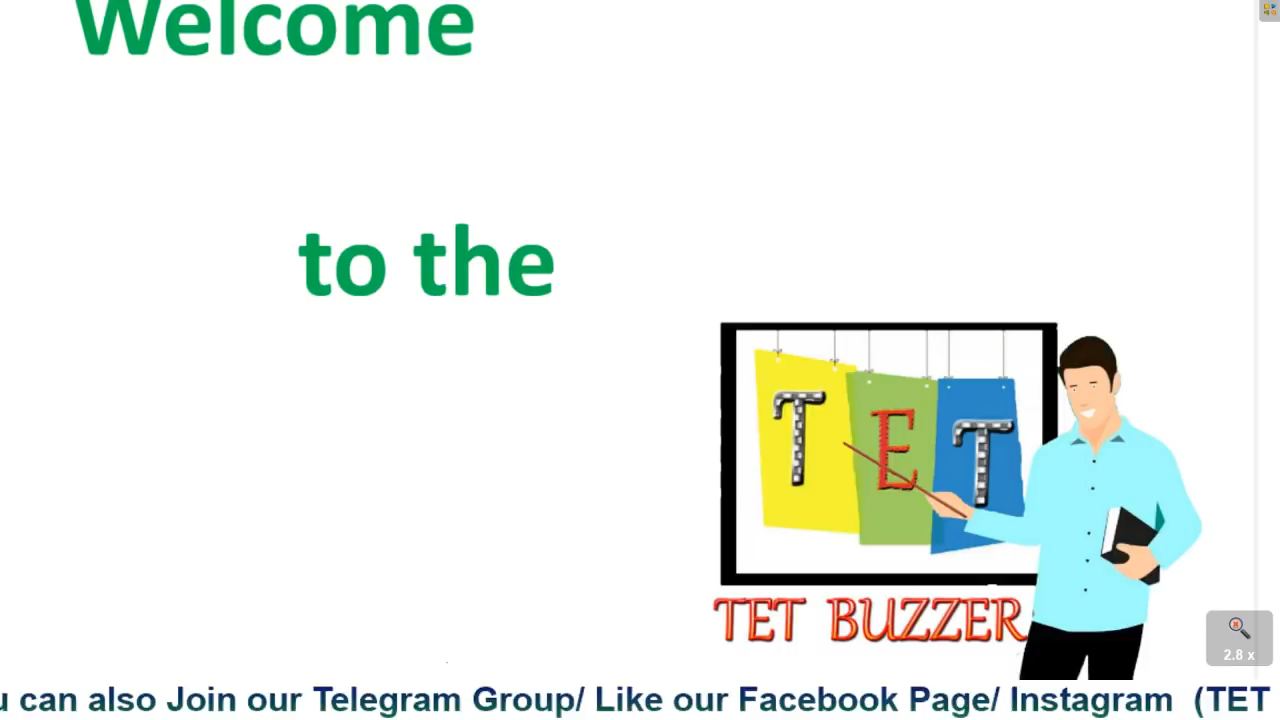 Welcome
to the
T E T
TET BUZZER
2.8 x
can also Join our Telegram Group/ Like our Facebook Page/ Instagram (TET